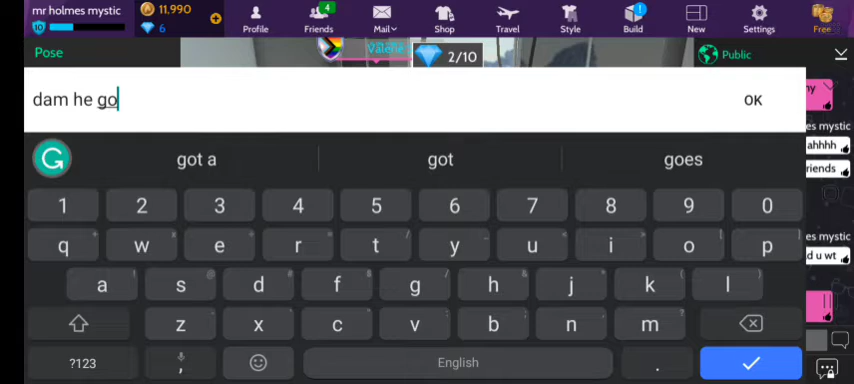 mr holmes mystic
10
11,990
6
Profile
4
Friends
Mail
Shop
Travel
Style
!
Build
New
Settings
Free
Pose
Valerie
2/10
Public
dam he go
OK
ny
es mystic
ahhhh
riends
es mystic
d u wt
G
got a
got
goes
1 2 3 4 5 6 7 8 9 0
q w e r t y u i o p
a s d f g h j k l
z x c v b n m
?123
,
English
.